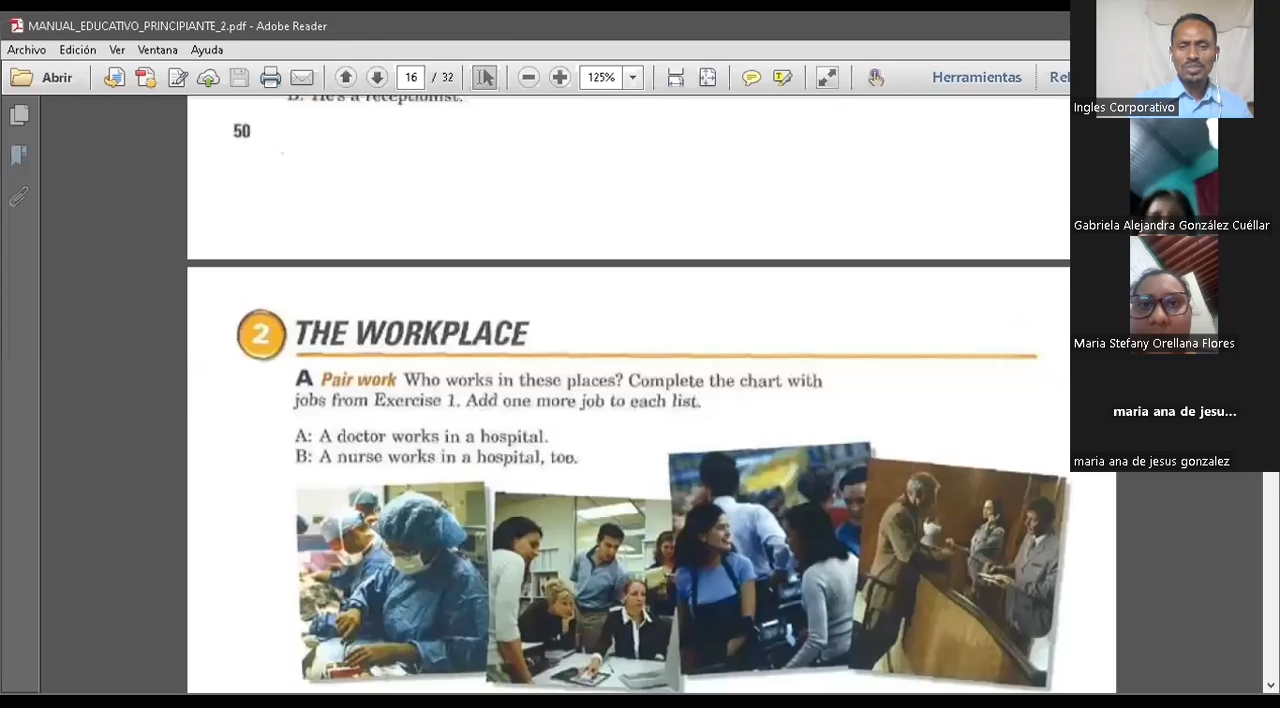 MANUAL_EDUCATIVO_PRINCIPIANTE_2.pdf - Adobe Reader
Archivo Edición Ver Ventana Ayuda
Abrir 16 / 32 125% Herramientas Rel
B: He's a receptionist.
50
2 THE WORKPLACE
A Pair work Who works in these places? Complete the chart with
jobs from Exercise 1. Add one more job to each list.
A: A doctor works in a hospital.
B: A nurse works in a hospital, too.
Ingles Corporativo
Gabriela Alejandra González Cuéllar
Maria Stefany Orellana Flores
maria ana de jesu...
maria ana de jesus gonzalez